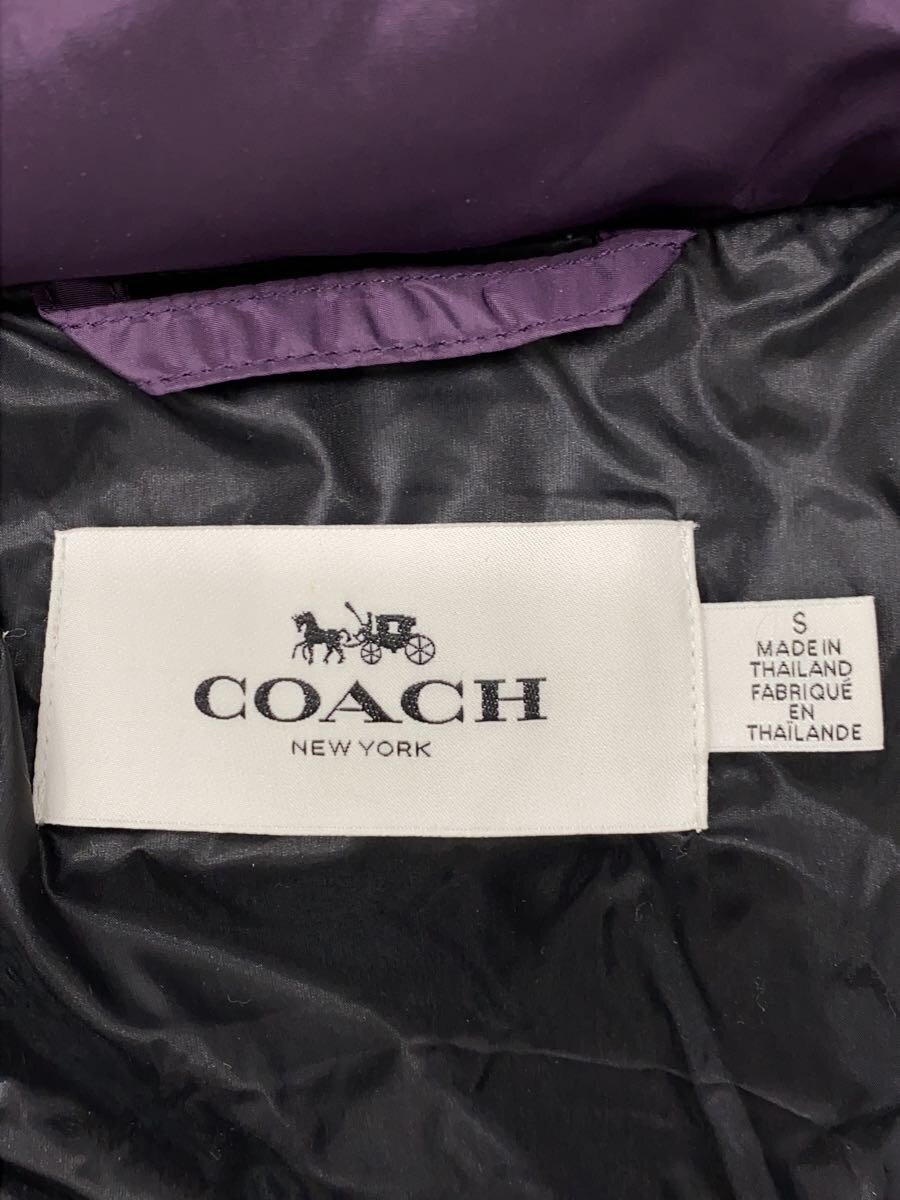 COACH
NEW YORK
S
MADE IN
THAILAND
FABRIQUÉ
EN
THAÏLANDE